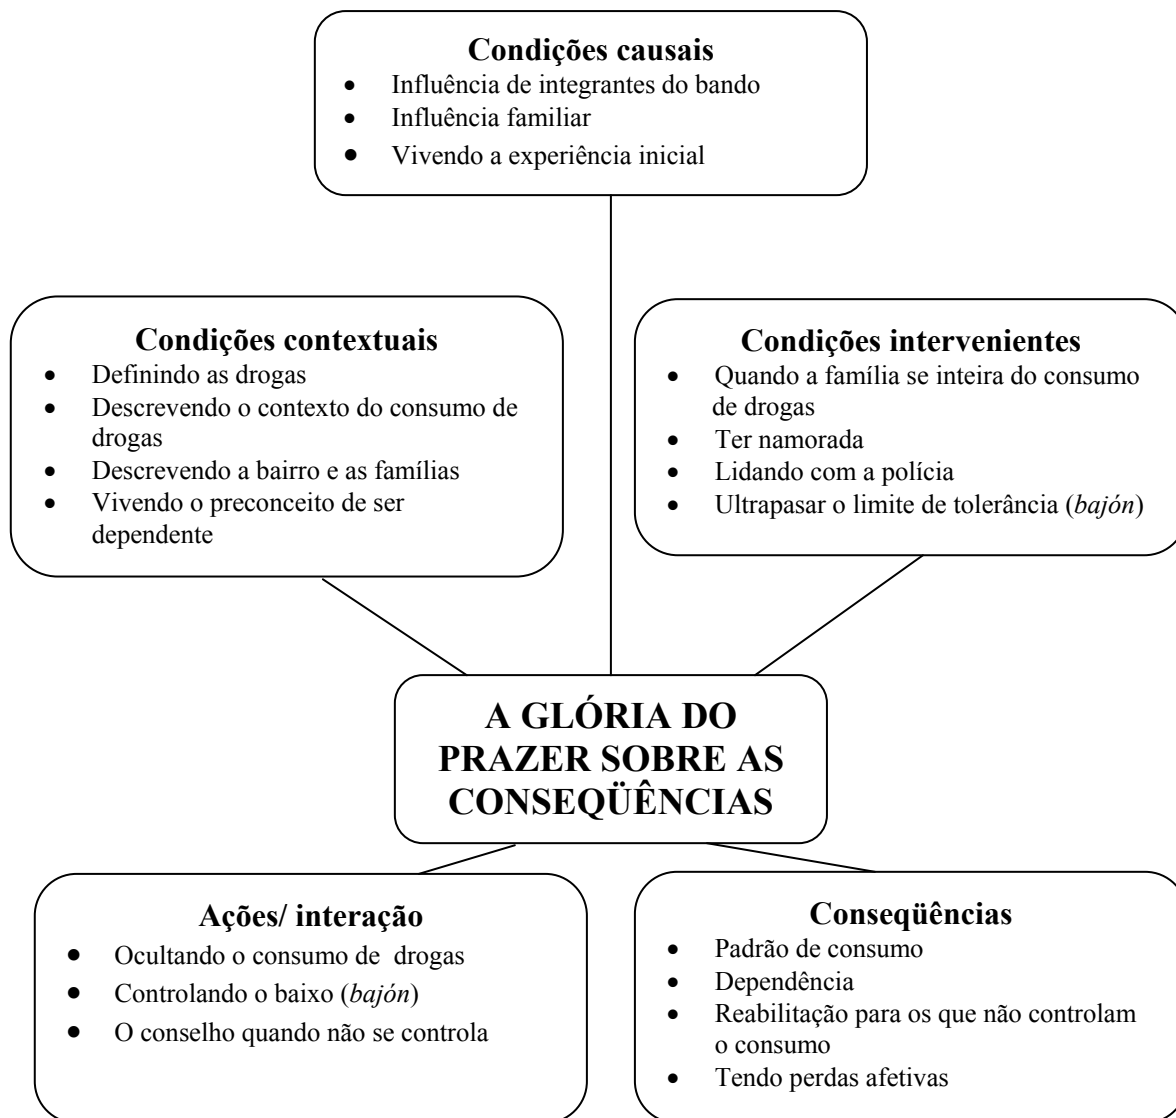 Condições causais
• Influência de integrantes do bando
• Influência familiar
• Vivendo a experiência inicial
Condições contextuais
• Definindo as drogas
• Descrevendo o contexto do consumo de
drogas
• Descrevendo a bairro e as famílias
• Vivendo o preconceito de ser
dependente
Condições intervenientes
• Quando a família se inteira do consumo
de drogas
• Ter namorada
• Lidando com a polícia
• Ultrapasar o limite de tolerância (bajón)
A GLÓRIA DO
PRAZER SOBRE AS
CONSEQÜÊNCIAS
Ações/ interação
• Ocultando o consumo de drogas
• Controlando o baixo (bajón)
• O conselho quando não se controla
Conseqüências
• Padrão de consumo
• Dependência
• Reabilitação para os que não controlam
o consumo
• Tendo perdas afetivas